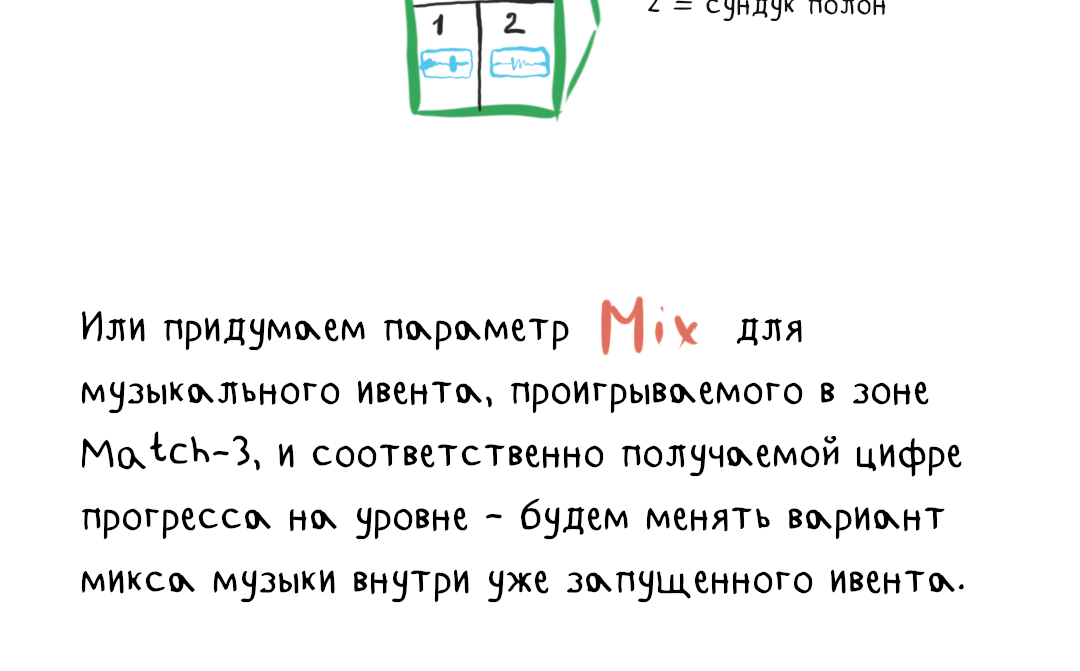 2 = сундук полон
1 2
Или придумаем параметр Mix для
музыкального ивента, проигрываемого в зоне
Match-3, и соответственно получаемой цифре
прогресса на уровне - будем менять вариант
микса музыки внутри уже запущенного ивента.